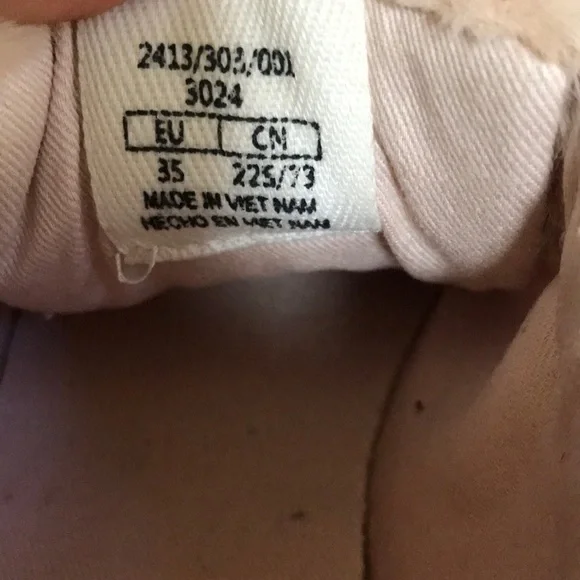 2413/303/001
3024
EU CN
35 225/73
MADE IN VIET NAM
HECHO EN VIET NAM